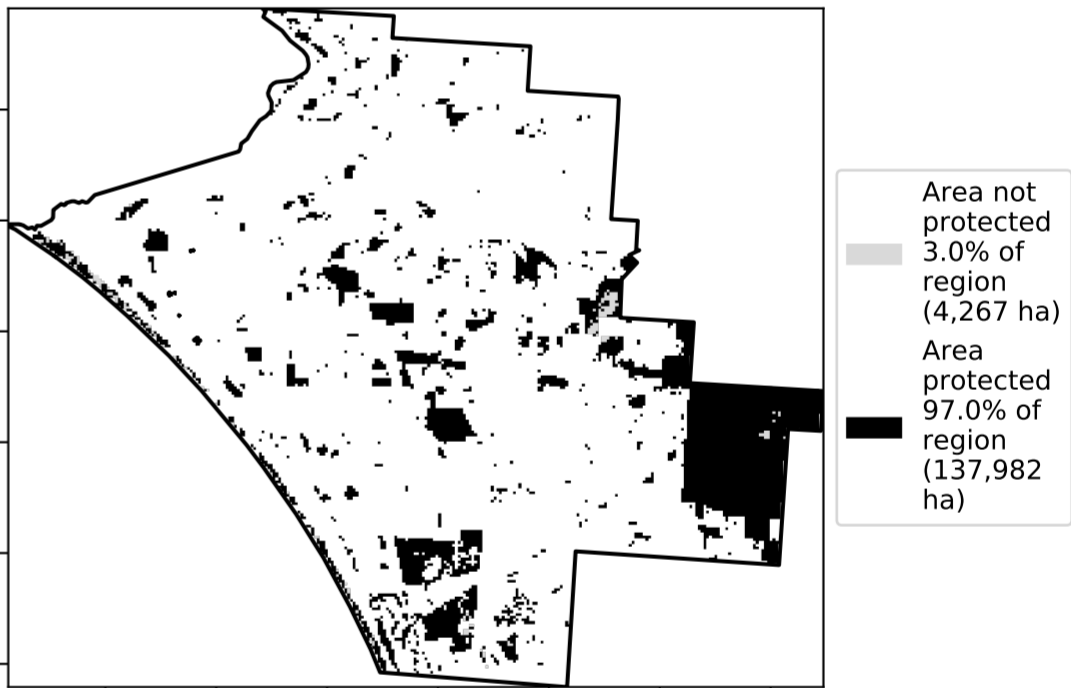 Area not
protected
3.0% of
region
(4,267 ha)
Area
protected
97.0% of
region
(137,982
ha)